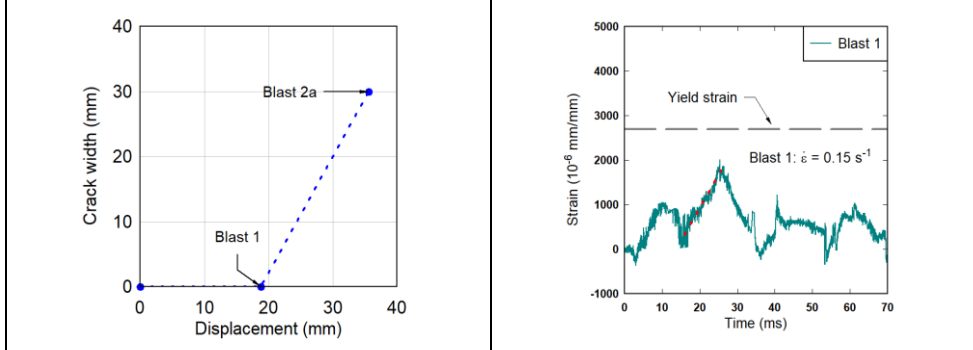 40
30
20
10
0
Crack width (mm)
Blast 2a
Blast 1
0 10 20 30 40
Displacement (mm)
5000
4000
3000
2000
1000
0
-1000
Strain (10⁻⁶ mm/mm)
Blast 1
Yield strain
Blast 1: ε̇ = 0.15 s⁻¹
0 10 20 30 40 50 60 70
Time (ms)